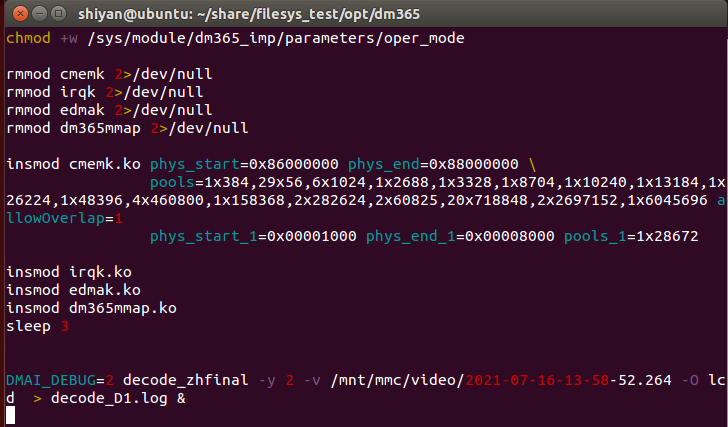 shiyan@ubuntu: ~/share/filesys_test/opt/dm365
chmod +w /sys/module/dm365_imp/parameters/oper_mode
rmmod cmemk 2>/dev/null
rmmod irqk 2>/dev/null
rmmod edmak 2>/dev/null
rmmod dm365mmap 2>/dev/null
insmod cmemk.ko phys_start=0x86000000 phys_end=0x88000000 \
pools=1x384,29x56,6x1024,1x2688,1x3328,1x8704,1x10240,1x13184,1x
26224,1x48396,4x460800,1x158368,2x282624,2x60825,20x718848,2x2697152,1x6045696 a
llowOverlap=1
phys_start_1=0x00001000 phys_end_1=0x00008000 pools_1=1x28672
insmod irqk.ko
insmod edmak.ko
insmod dm365mmap.ko
sleep 3
DMAI_DEBUG=2 decode_zhfinal -y 2 -v /mnt/mmc/video/2021-07-16-13-58-52.264 -O lc
d  > decode_D1.log &